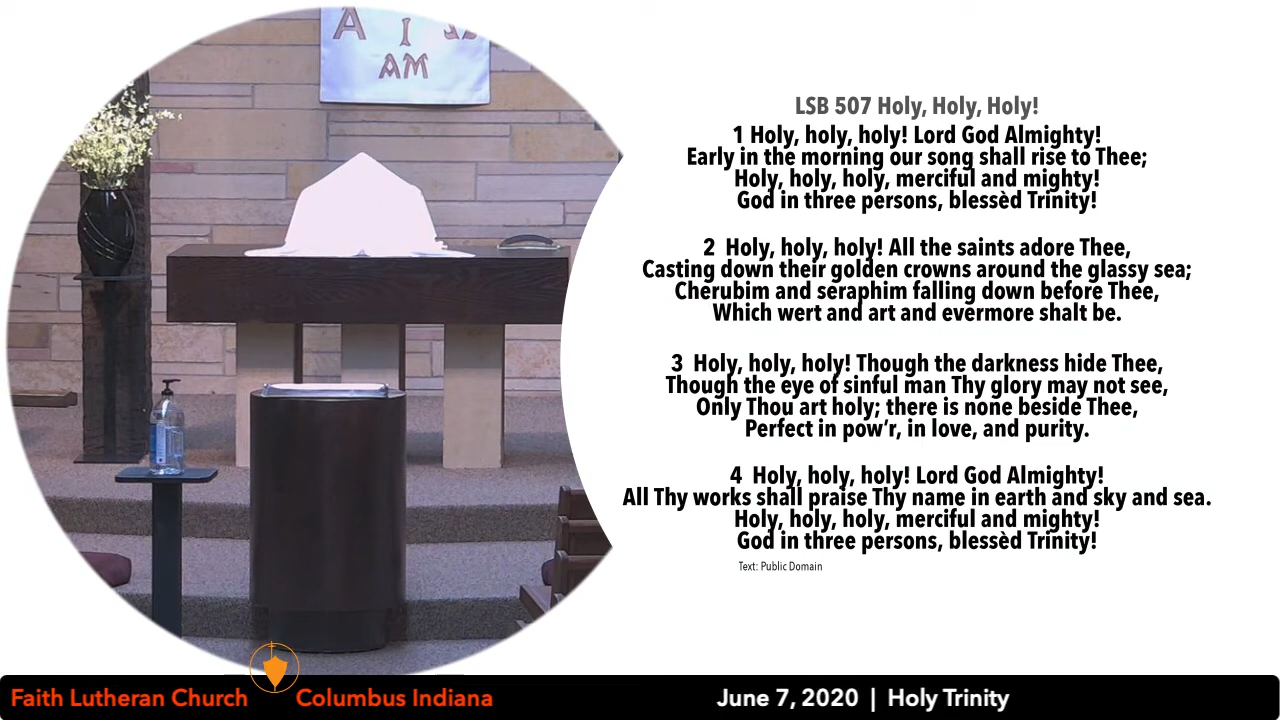 A I
AM
LSB 507 Holy, Holy, Holy!
1 Holy, holy, holy! Lord God Almighty!
Early in the morning our song shall rise to Thee;
Holy, holy, holy, merciful and mighty!
God in three persons, blessèd Trinity!
2 Holy, holy, holy! All the saints adore Thee,
Casting down their golden crowns around the glassy sea;
Cherubim and seraphim falling down before Thee,
Which wert and art and evermore shalt be.
3 Holy, holy, holy! Though the darkness hide Thee,
Though the eye of sinful man Thy glory may not see,
Only Thou art holy; there is none beside Thee,
Perfect in pow’r, in love, and purity.
4 Holy, holy, holy! Lord God Almighty!
All Thy works shall praise Thy name in earth and sky and sea.
Holy, holy, holy, merciful and mighty!
God in three persons, blessèd Trinity!
Text: Public Domain
Faith Lutheran Church Columbus Indiana June 7, 2020 | Holy Trinity